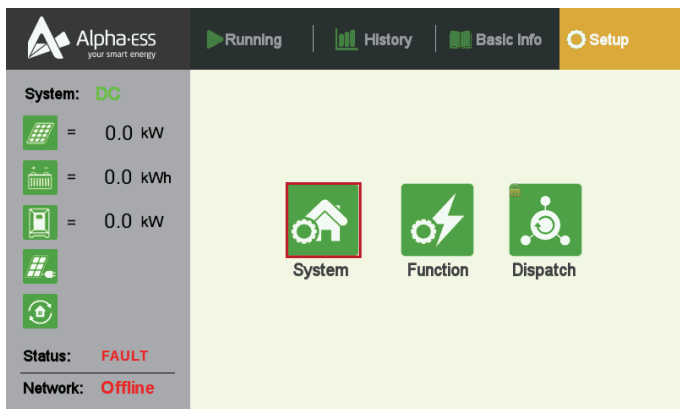 Alpha-ESS
your smart energy
Running
History
Basic Info
Setup
System: DC
= 0.0 kW
= 0.0 kWh
= 0.0 kW
Status: FAULT
Network: Offline
System
Function
Dispatch